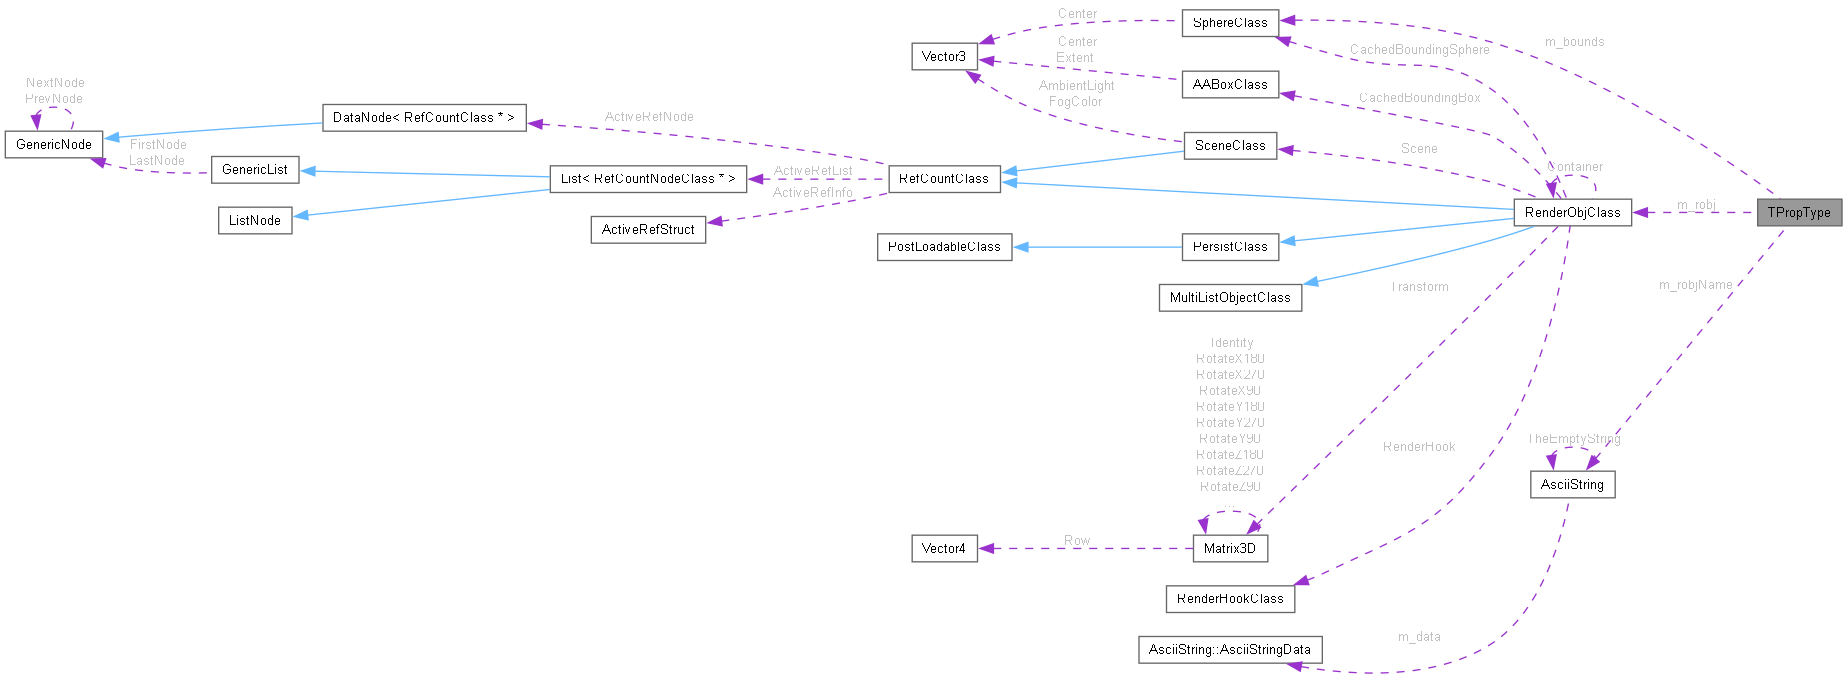 Center
SphereClass
m_bounds
Vector3
CachedBoundingSphere
Center
Extent
NextNode
PrevNode
AABoxClass
AmbientLight
FogColor
CachedBoundingBox
DataNode< RefCountClass * >
ActiveRefNode
GenericNode
FirstNode
LastNode
SceneClass
Scene
GenericList
List< RefCountNodeClass * >
ActiveRefList
RefCountClass
Container
ActiveRefInfo
m_robj
RenderObjClass
TPropType
ListNode
ActiveRefStruct
PostLoadableClass
PersistClass
Transform
m_robjName
MultiListObjectClass
Identity
RotateX180
RotateX270
RotateX90
RotateY180
RotateY270
RotateY90
RotateZ180
RotateZ270
RotateZ90
...
RenderHook
TheEmptyString
AsciiString
Vector4
Row
Matrix3D
RenderHookClass
m_data
AsciiString::AsciiStringData